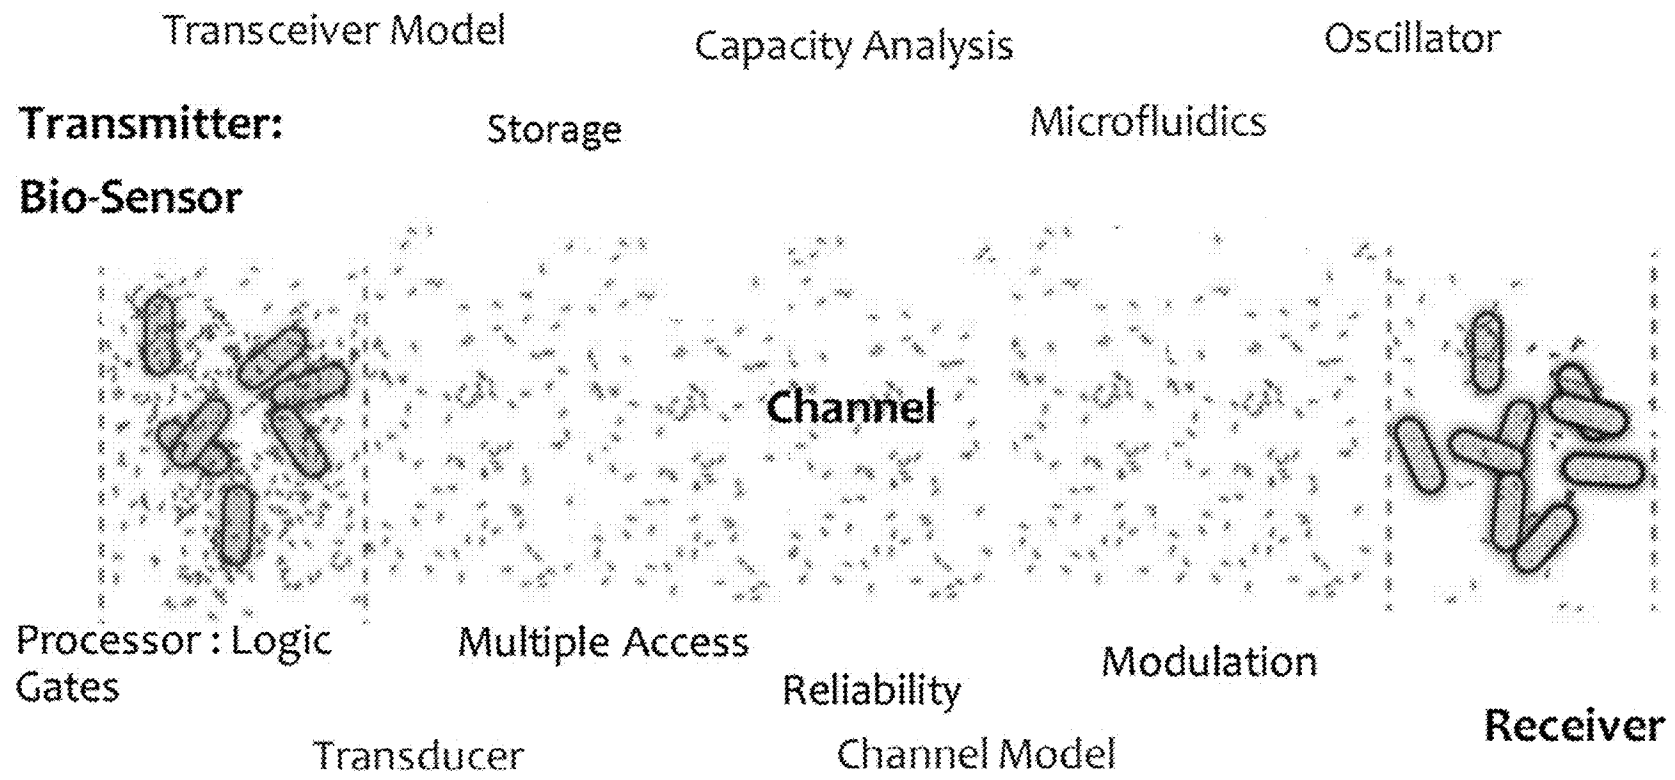 Transceiver Model
Capacity Analysis
Oscillator
Transmitter:
Storage
Microfluidics
Bio-Sensor
Channel
Processor : Logic
Gates
Multiple Access
Reliability
Modulation
Receiver
Transducer
Channel Model